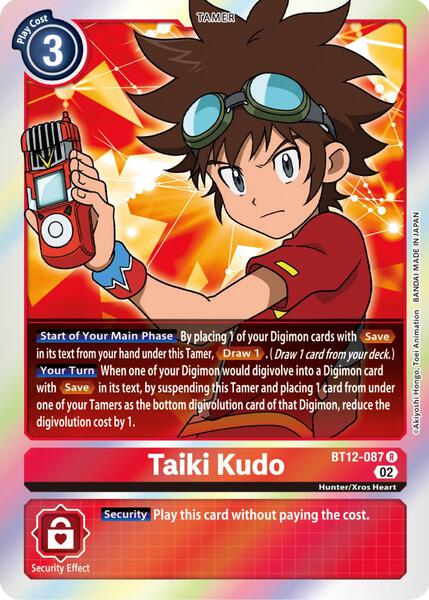 TAMER
Play Cost
3
Start of Your Main Phase By placing 1 of your Digimon cards with Save
in its text from your hand under this Tamer, Draw 1 . (Draw 1 card from your deck.)
Your Turn When one of your Digimon would digivolve into a Digimon card
with Save in its text, by suspending this Tamer and placing 1 card from under
one of your Tamers as the bottom digivolution card of that Digimon, reduce the
digivolution cost by 1.
©Akiyoshi Hongo, Toei Animation BANDAI MADE IN JAPAN
Taiki Kudo
BT12-087 R
02
Hunter/Xros Heart
Security Play this card without paying the cost.
Security Effect